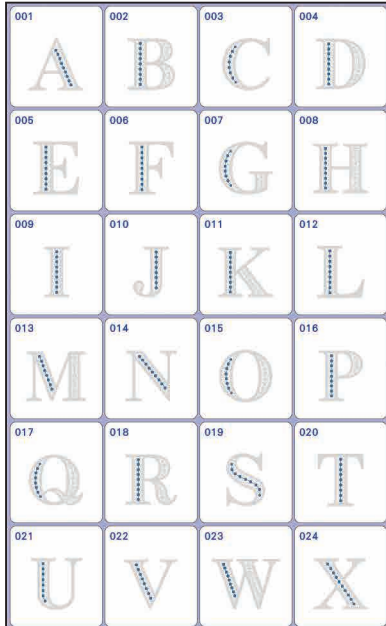 001 002 003 004
A B C D
005 006 007 008
E F G H
009 010 011 012
I J K L
013 014 015 016
M N O P
017 018 019 020
Q R S T
021 022 023 024
U V W X